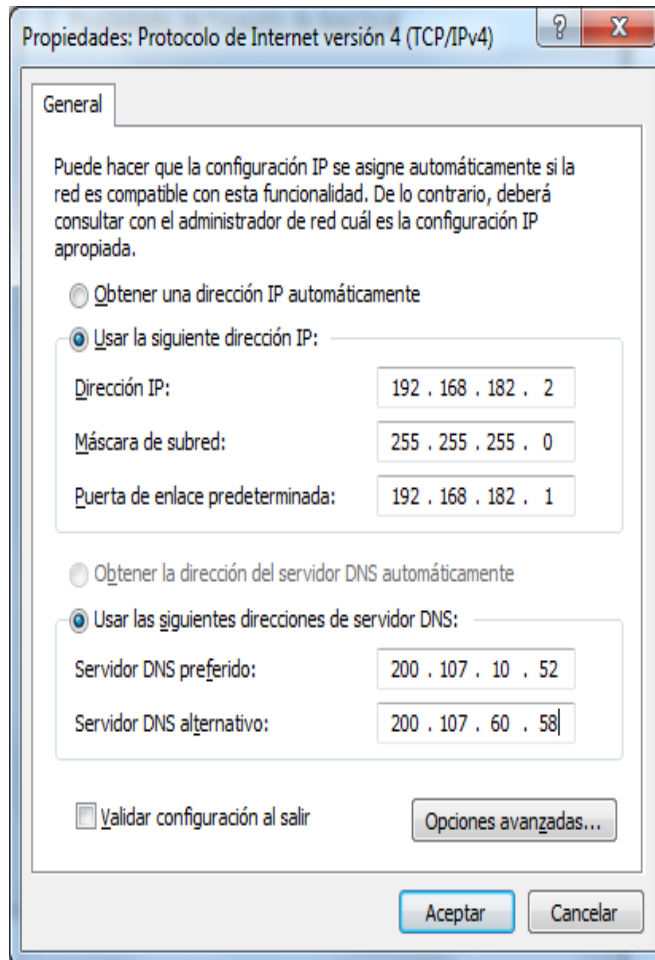 Propiedades: Protocolo de Internet versión 4 (TCP/IPv4)
General
Puede hacer que la configuración IP se asigne automáticamente si la
red es compatible con esta funcionalidad. De lo contrario, deberá
consultar con el administrador de red cuál es la configuración IP
apropiada.
Obtener una dirección IP automáticamente
Usar la siguiente dirección IP:
Dirección IP: 192 . 168 . 182 . 2
Máscara de subred: 255 . 255 . 255 . 0
Puerta de enlace predeterminada: 192 . 168 . 182 . 1
Obtener la dirección del servidor DNS automáticamente
Usar las siguientes direcciones de servidor DNS:
Servidor DNS preferido: 200 . 107 . 10 . 52
Servidor DNS alternativo: 200 . 107 . 60 . 58
Validar configuración al salir Opciones avanzadas...
Aceptar Cancelar